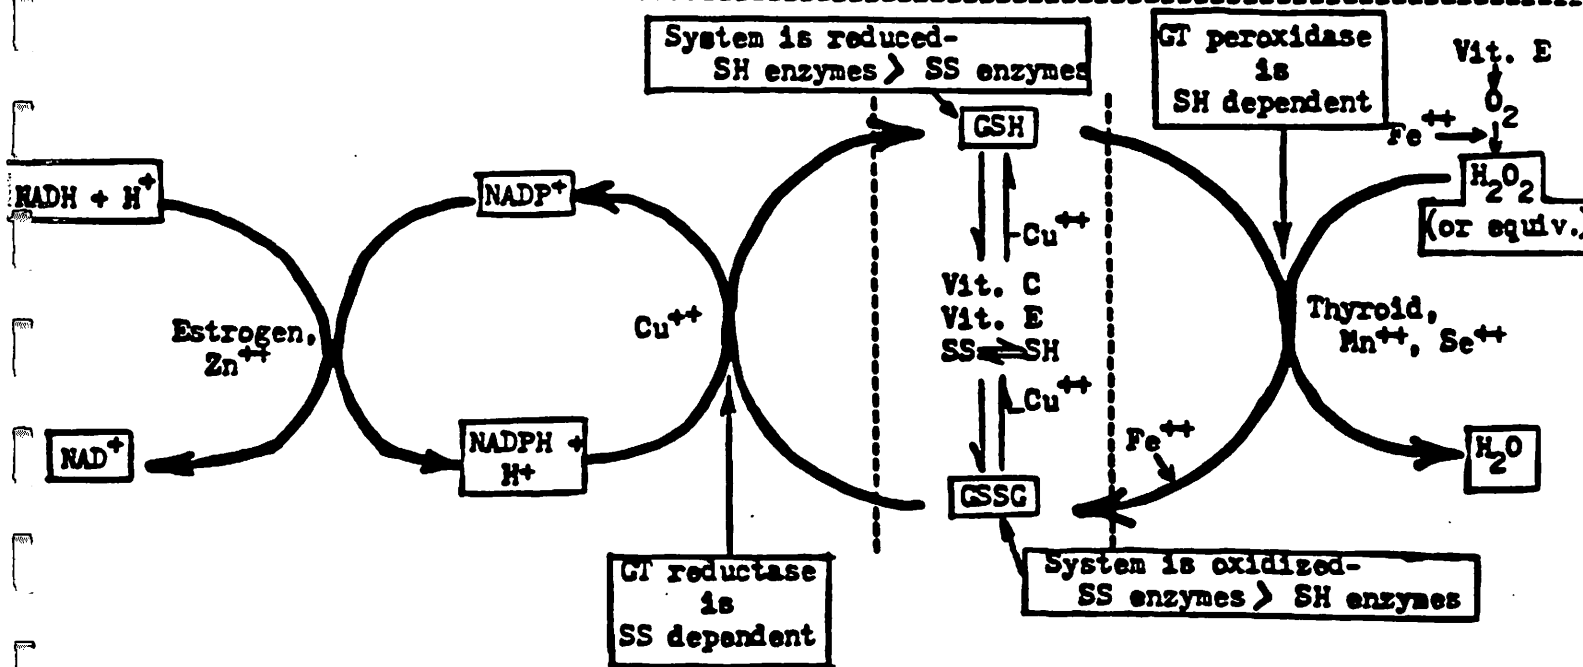 System is reduced-
SH enzymes > SS enzymes
GT peroxidase
is
SH dependent
Vit. E
O2
Fe++
H2O2
(or equiv.)
GSH
NADH + H+
NADP+
Cu++
Vit. C
Vit. E
SS⇌SH
Cu++
Estrogen,
Zn++
Cu++
Thyroid,
Mn++, Se++
NAD+
NADPH +
H+
Fe++
H2O
GSSG
GT reductase
is
SS dependent
System is oxidized-
SS enzymes > SH enzymes